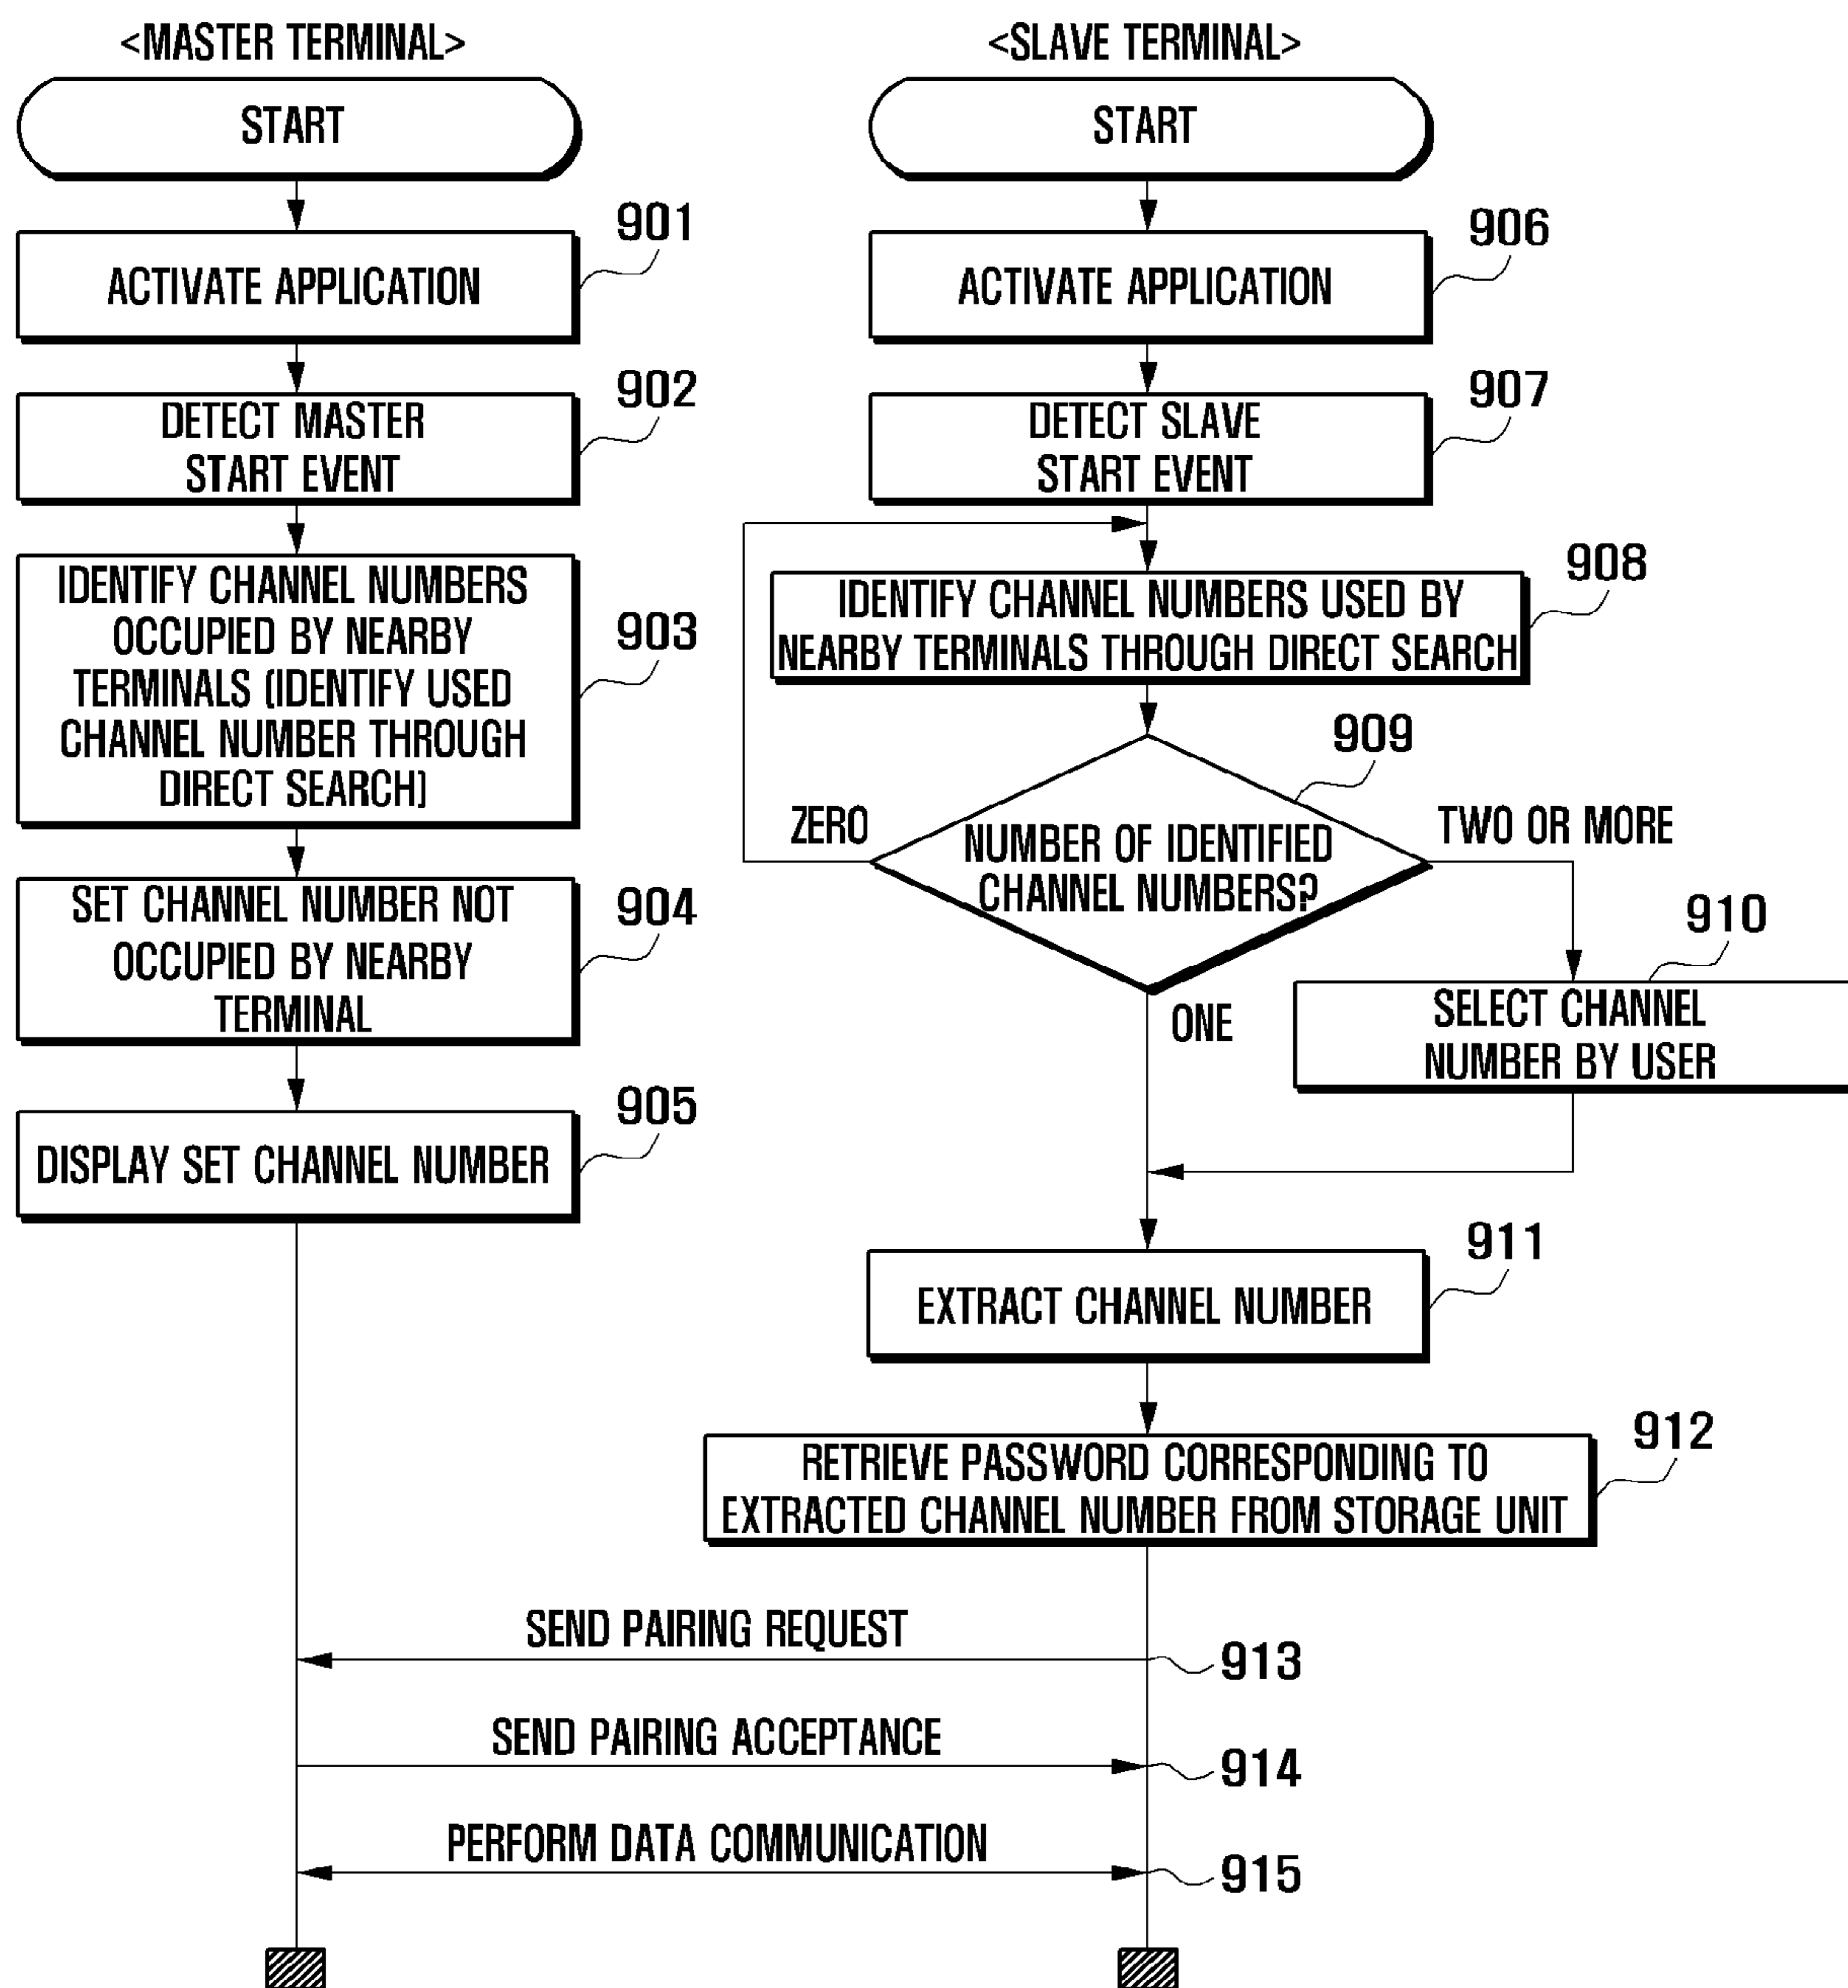 <MASTER TERMINAL>
START
901
ACTIVATE APPLICATION
902
DETECT MASTER
START EVENT
IDENTIFY CHANNEL NUMBERS
OCCUPIED BY NEARBY
TERMINALS (IDENTIFY USED
CHANNEL NUMBER THROUGH
DIRECT SEARCH)
903
SET CHANNEL NUMBER NOT
OCCUPIED BY NEARBY
TERMINAL
904
905
DISPLAY SET CHANNEL NUMBER
<SLAVE TERMINAL>
START
906
ACTIVATE APPLICATION
907
DETECT SLAVE
START EVENT
908
IDENTIFY CHANNEL NUMBERS USED BY
NEARBY TERMINALS THROUGH DIRECT SEARCH
909
ZERO
NUMBER OF IDENTIFIED
CHANNEL NUMBERS?
TWO OR MORE
910
ONE
SELECT CHANNEL
NUMBER BY USER
911
EXTRACT CHANNEL NUMBER
912
RETRIEVE PASSWORD CORRESPONDING TO
EXTRACTED CHANNEL NUMBER FROM STORAGE UNIT
SEND PAIRING REQUEST
913
SEND PAIRING ACCEPTANCE
914
PERFORM DATA COMMUNICATION
915